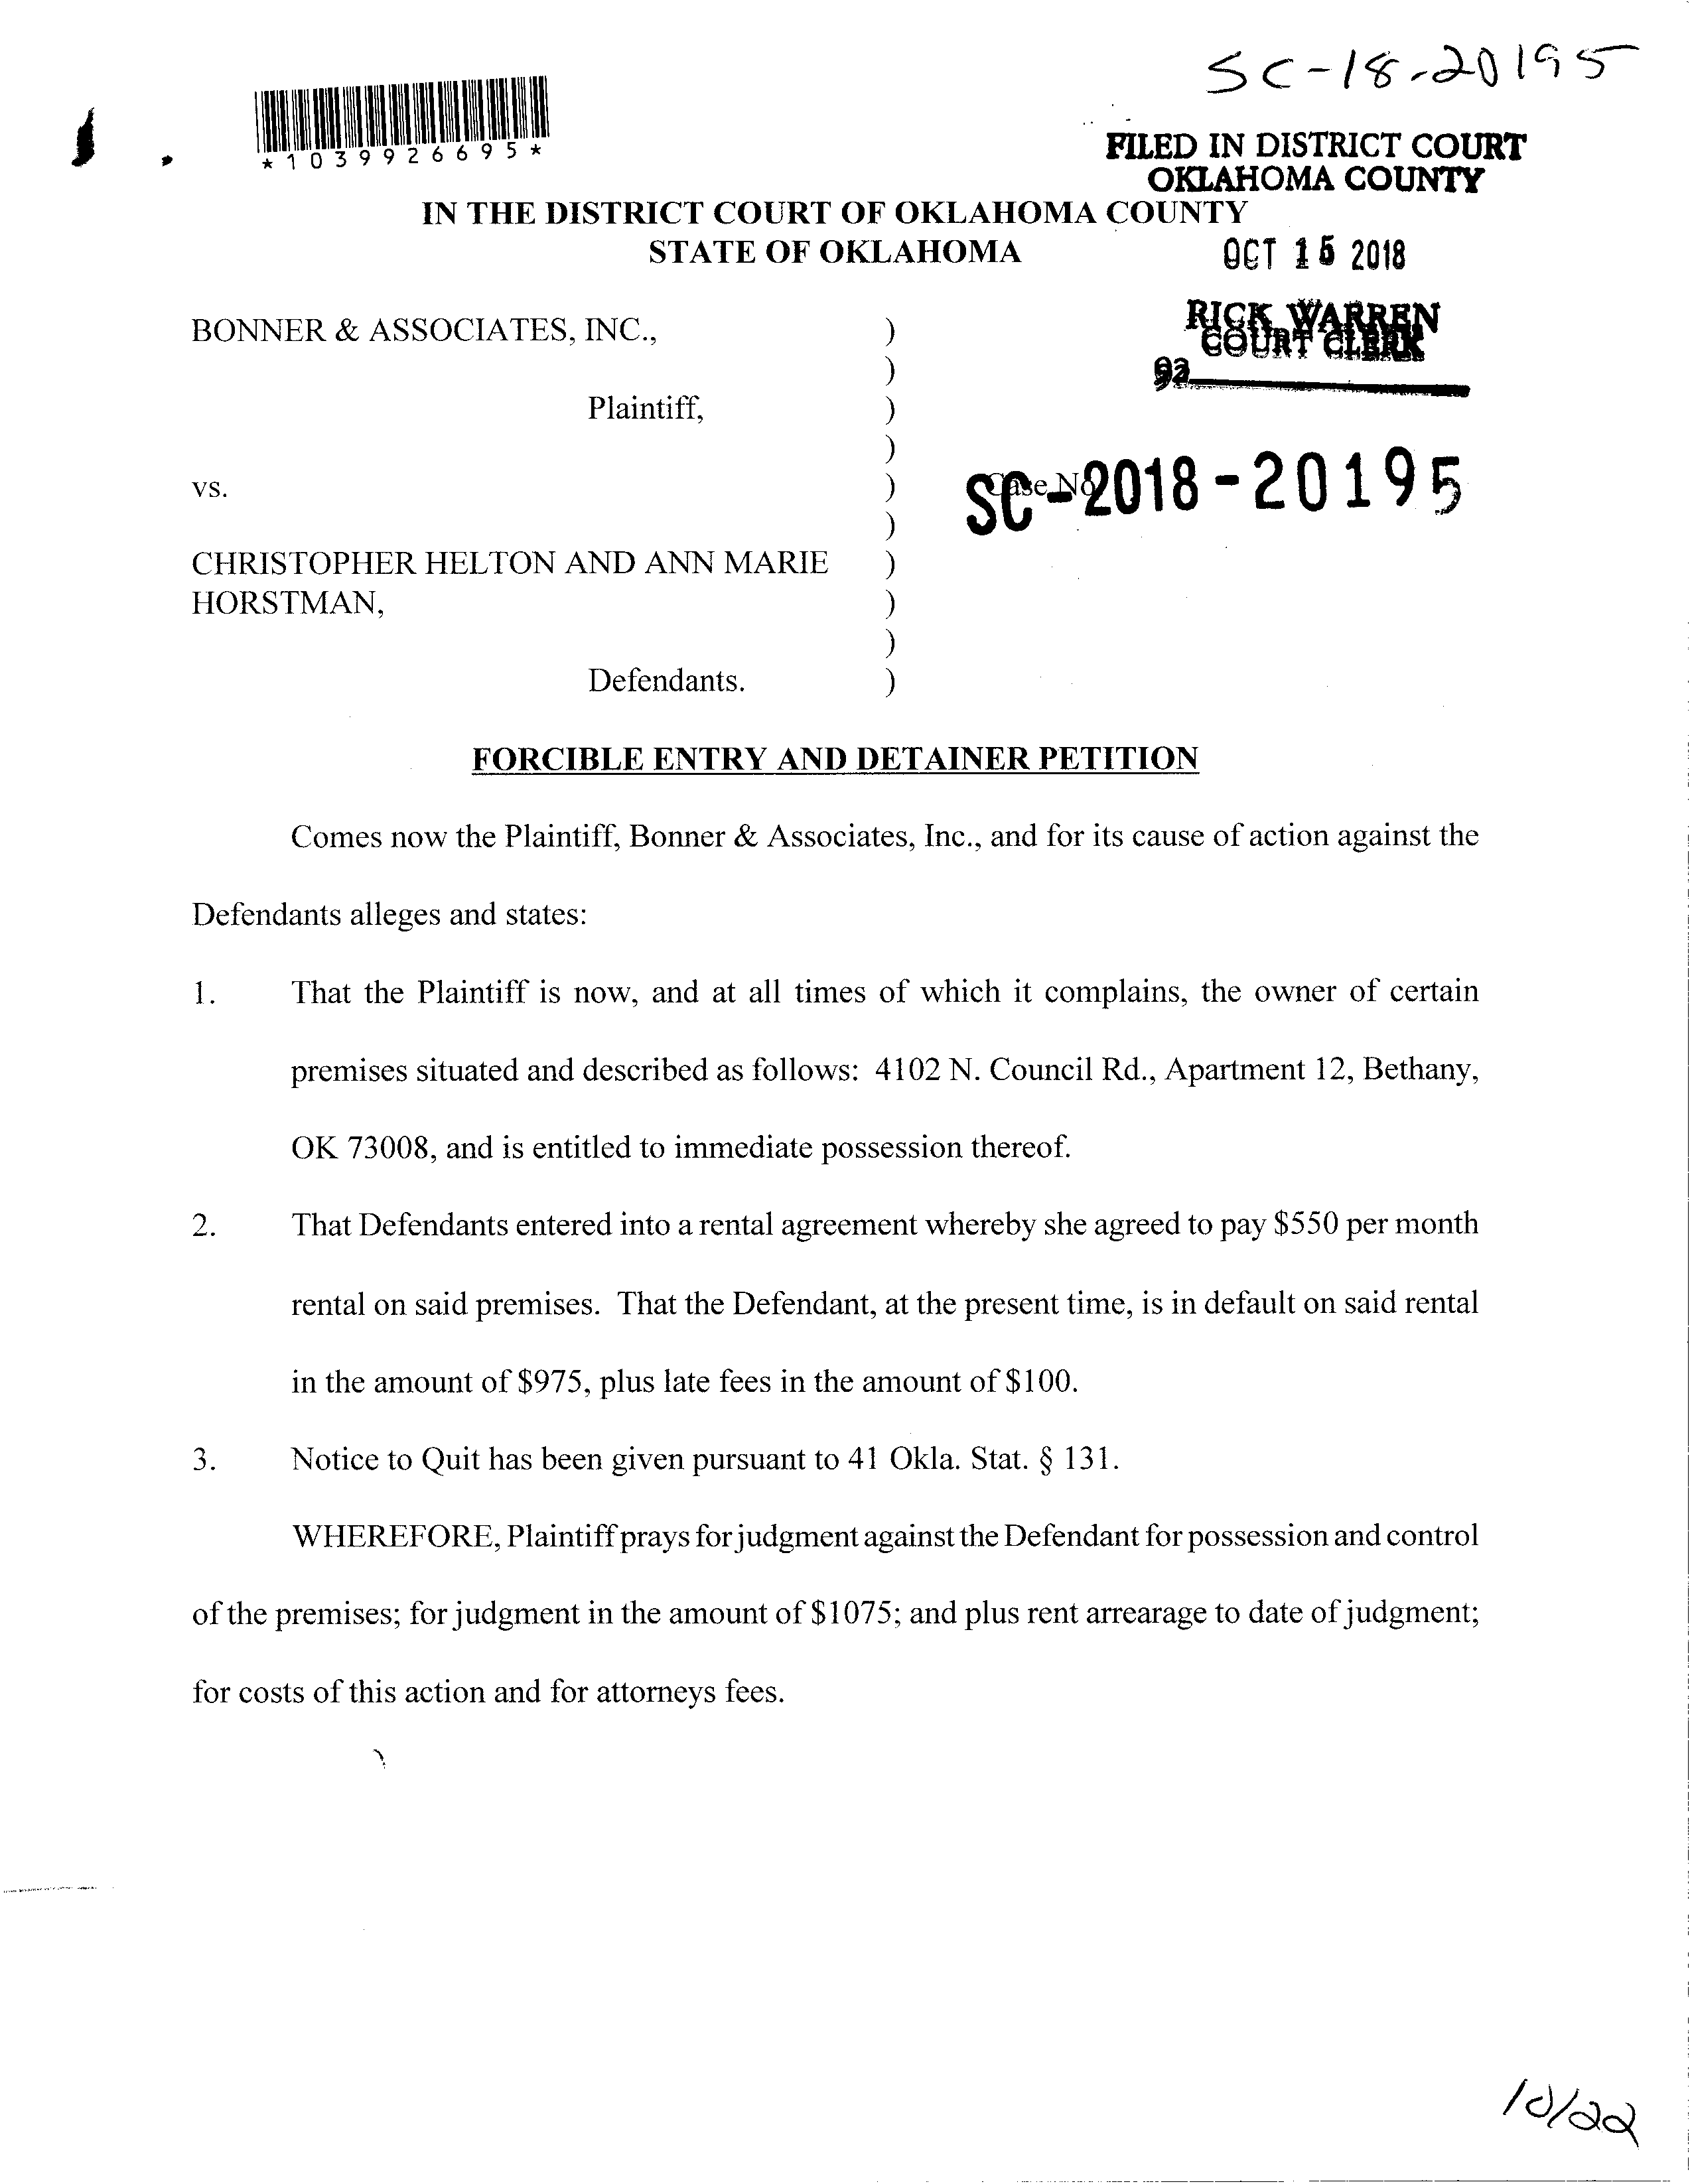 SC-18-20195
*1039926695*
FILED IN DISTRICT COURT
OKLAHOMA COUNTY
IN THE DISTRICT COURT OF OKLAHOMA COUNTY
STATE OF OKLAHOMA
OCT 15 2018
RICK WARREN
COURT CLERK
BONNER & ASSOCIATES, INC., )
)
Plaintiff, )
)
vs. ) Case No.
SC-2018-20195
)
CHRISTOPHER HELTON AND ANN MARIE )
HORSTMAN, )
)
Defendants. )
FORCIBLE ENTRY AND DETAINER PETITION
Comes now the Plaintiff, Bonner & Associates, Inc., and for its cause of action against the
Defendants alleges and states:
1. That the Plaintiff is now, and at all times of which it complains, the owner of certain
premises situated and described as follows: 4102 N. Council Rd., Apartment 12, Bethany,
OK 73008, and is entitled to immediate possession thereof.
2. That Defendants entered into a rental agreement whereby she agreed to pay $550 per month
rental on said premises. That the Defendant, at the present time, is in default on said rental
in the amount of $975, plus late fees in the amount of $100.
3. Notice to Quit has been given pursuant to 41 Okla. Stat. § 131.
WHEREFORE, Plaintiff prays for judgment against the Defendant for possession and control
of the premises; for judgment in the amount of $1075; and plus rent arrearage to date of judgment;
for costs of this action and for attorneys fees.
10/22